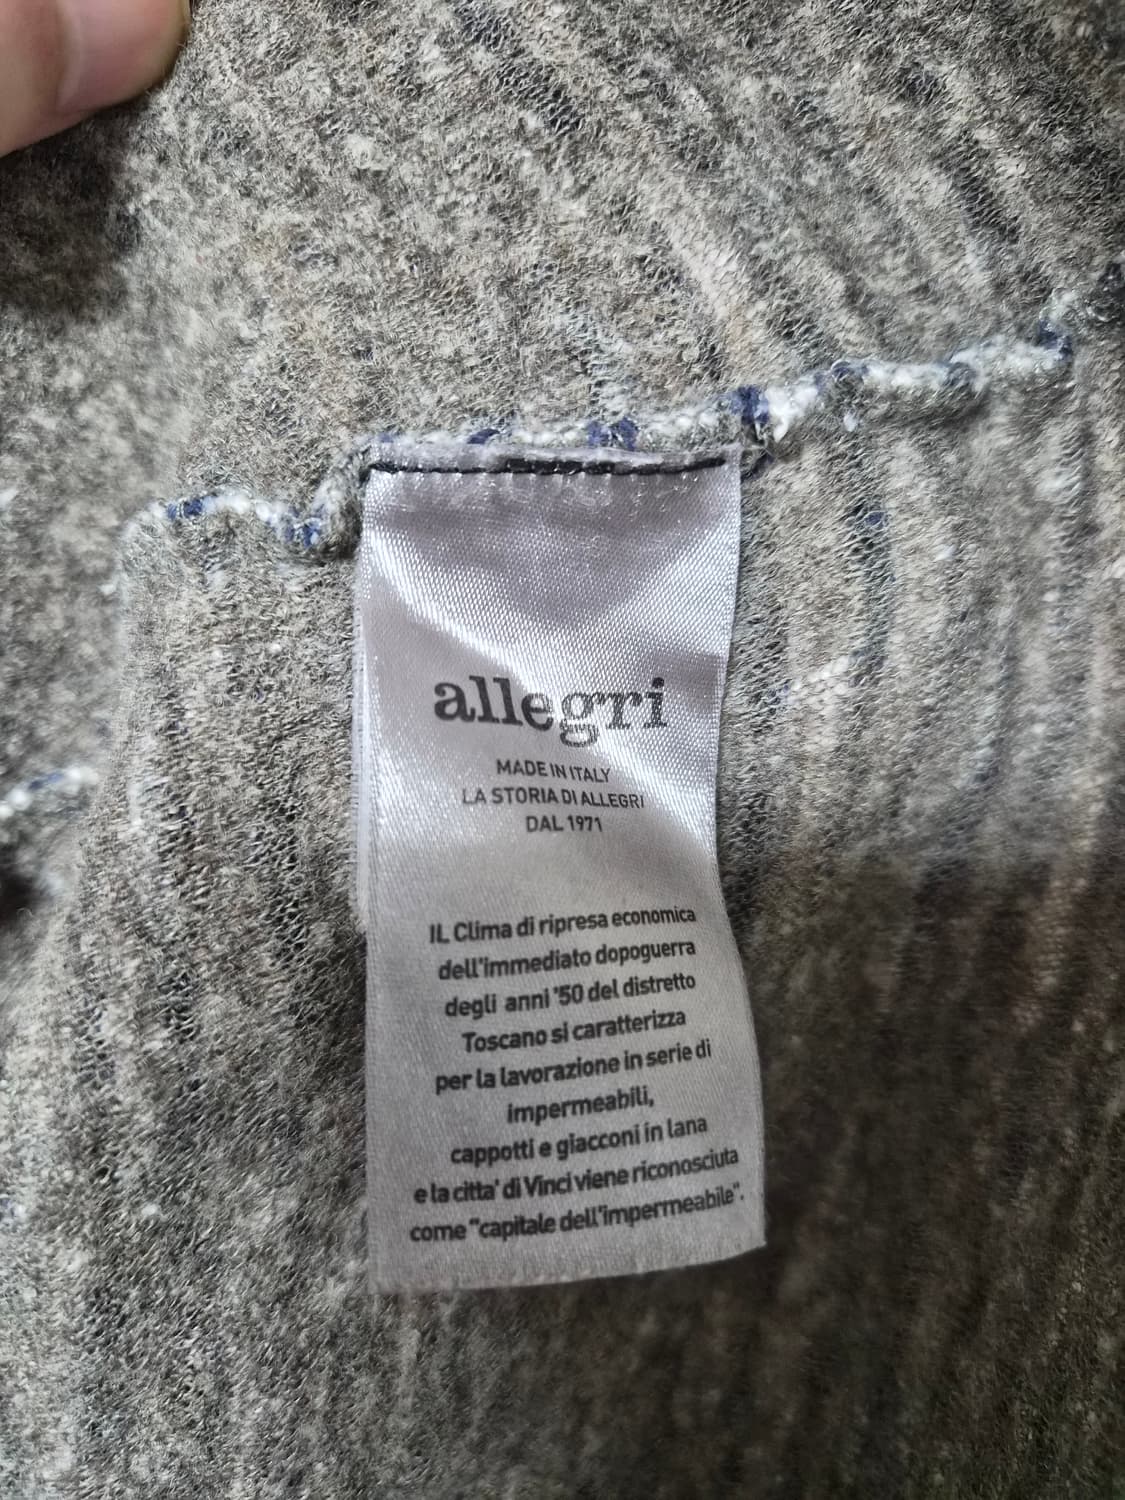 allegri
MADE IN ITALY
LA STORIA DI ALLEGRI
DAL 1971
IL Clima di ripresa economica
dell'immediato dopoguerra
degli anni '50 del distretto
Toscano si caratterizza
per la lavorazione in serie di
impermeabili,
cappotti e giacconi in lana
e la citta' di Vinci viene riconosciuta
come "capitale dell'impermeabile".